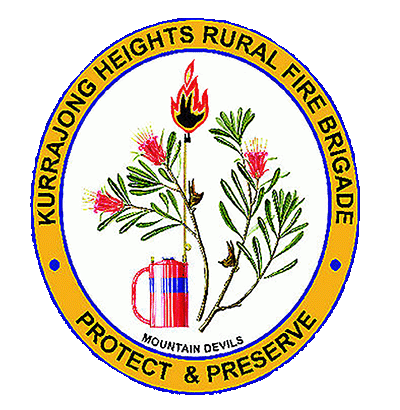 KURRAJONG HEIGHTS RURAL FIRE BRIGADE
MOUNTAIN DEVILS
PROTECT & PRESERVE